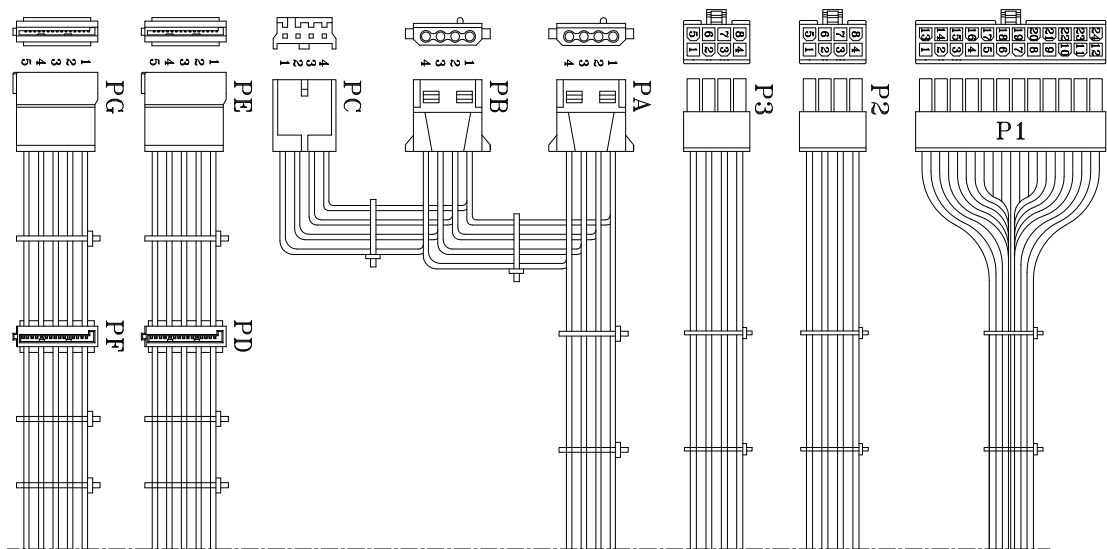 5 6 7 8
5 6 7 8
13 14 15 16 17 18 19 20 21 22 23 24
1 2 3 4
1 2 3 4
1 2 3 4 5 6 7 8 9 10 11 12
5 4 3 2 1
5 4 3 2 1
1 2 3 4
4 3 2 1
4 3 2 1
PG
PE
PC
PB
PA
P3
P2
P1
PF
PD